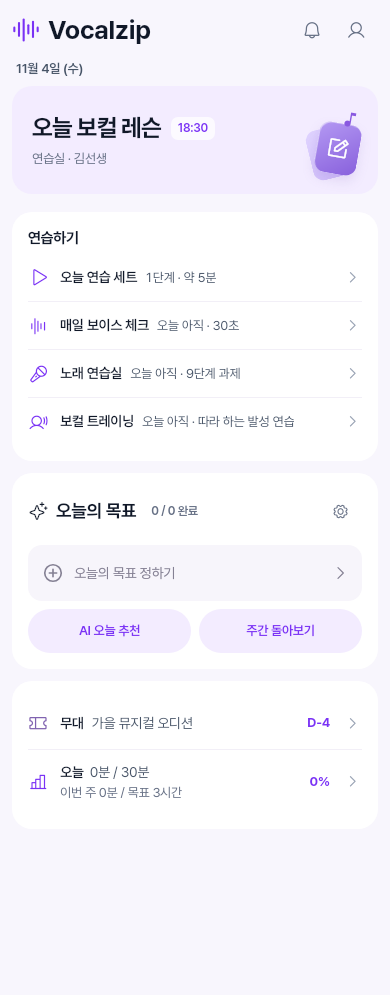 Vocalzip
11월 4일 (수)
오늘 보컬 레슨 18:30
연습실 · 김선생
연습하기
오늘 연습 세트 1단계 · 약 5분
매일 보이스 체크 오늘 아직 · 30초
노래 연습실 오늘 아직 · 9단계 과제
보컬 트레이닝 오늘 아직 · 따라 하는 발성 연습
오늘의 목표 0 / 0 완료
오늘의 목표 정하기
AI 오늘 추천 주간 돌아보기
무대 가을 뮤지컬 오디션 D-4
오늘 0분 / 30분
이번 주 0분 / 목표 3시간 0%